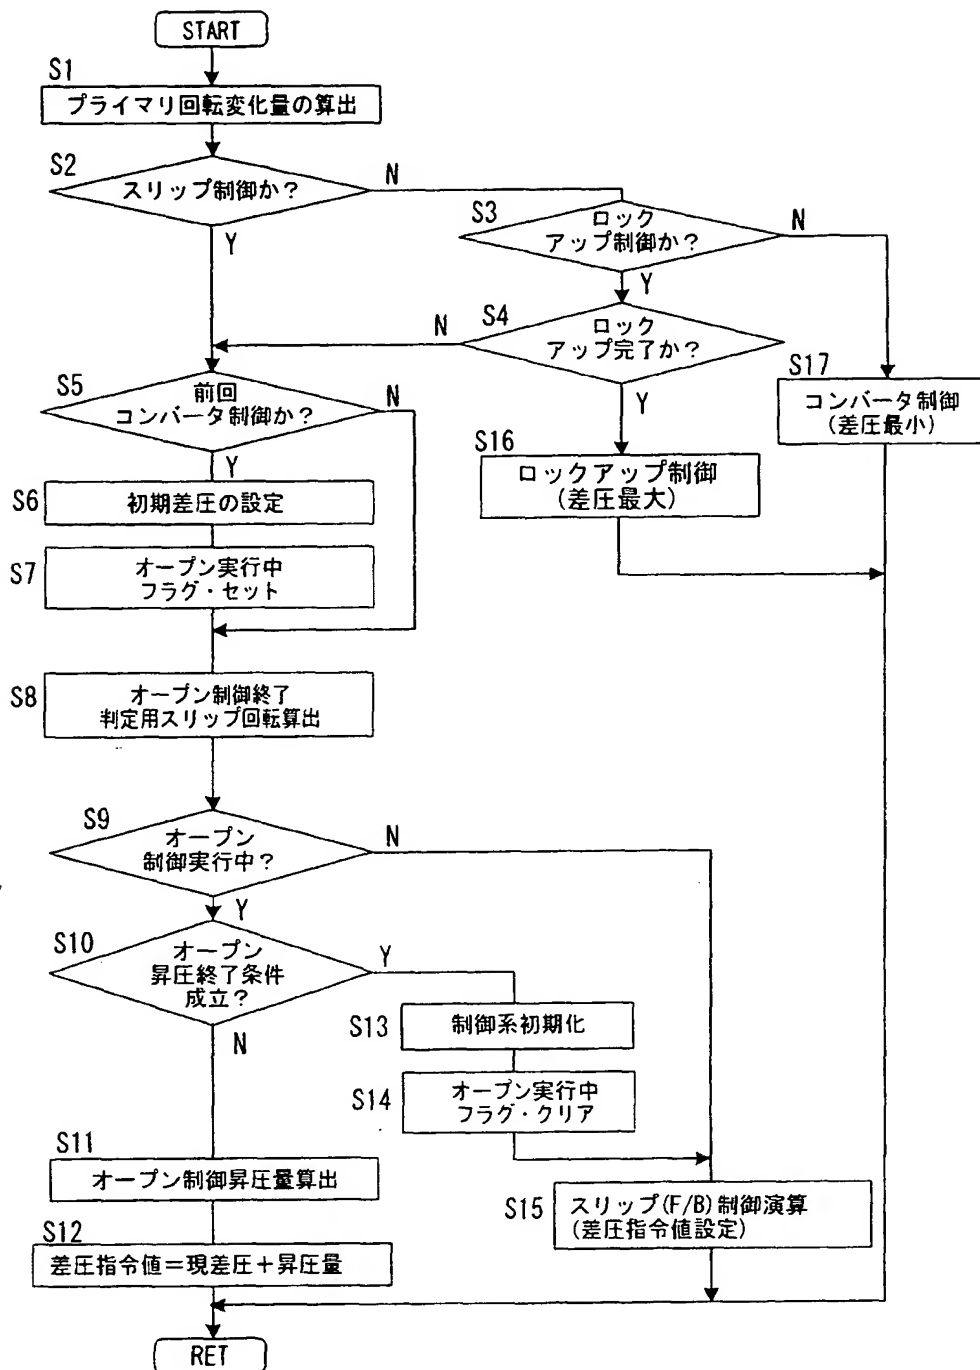 START
S1
プライマリ回転変化量の算出
S2
スリップ制御か?
N
Y
S3
ロック
アップ制御か?
N
Y
S4
ロック
アップ完了か?
N
Y
S5
前回
コンバータ制御か?
N
Y
S17
コンバータ制御
(差圧最小)
S16
ロックアップ制御
(差圧最大)
S6
初期差圧の設定
S7
オープン実行中
フラグ・セット
S8
オープン制御終了
判定用スリップ回転算出
S9
オープン
制御実行中?
N
Y
S10
オープン
昇圧終了条件
成立?
Y
N
S13
制御系初期化
S14
オープン実行中
フラグ・クリア
S11
オープン制御昇圧量算出
S15
スリップ(F/B)制御演算
(差圧指令値設定)
S12
差圧指令値=現差圧+昇圧量
RET